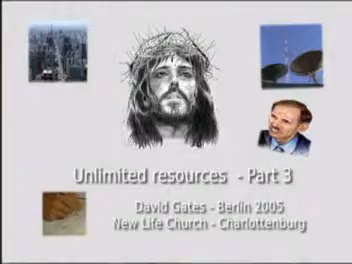 Unlimited resources - Part 3
David Gates - Berlin 2005
New Life Church - Charlottenburg